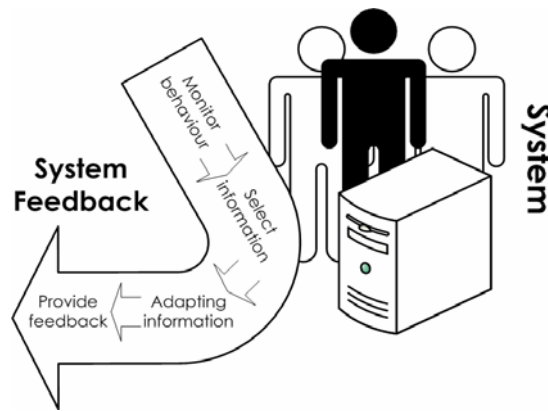 Monitor
behaviour
Select
information
Adapting
information
Provide
feedback
System
Feedback
System